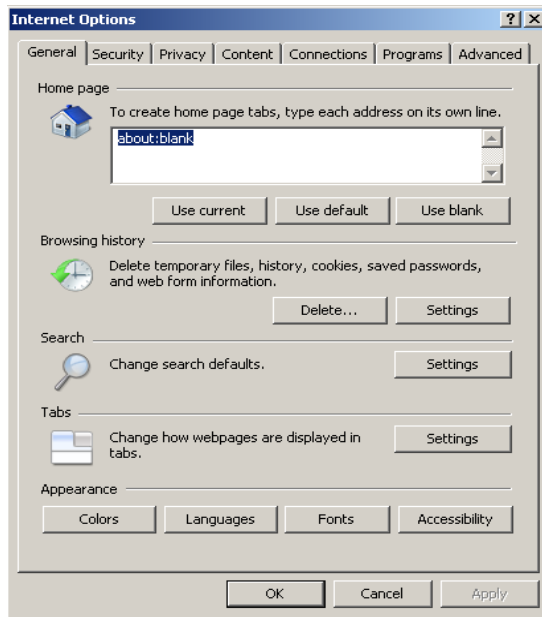 Internet Options
General Security Privacy Content Connections Programs Advanced
Home page
To create home page tabs, type each address on its own line.
about:blank
Use current Use default Use blank
Browsing history
Delete temporary files, history, cookies, saved passwords,
and web form information.
Delete... Settings
Search
Change search defaults. Settings
Tabs
Change how webpages are displayed in
tabs.
Settings
Appearance
Colors Languages Fonts Accessibility
OK Cancel Apply